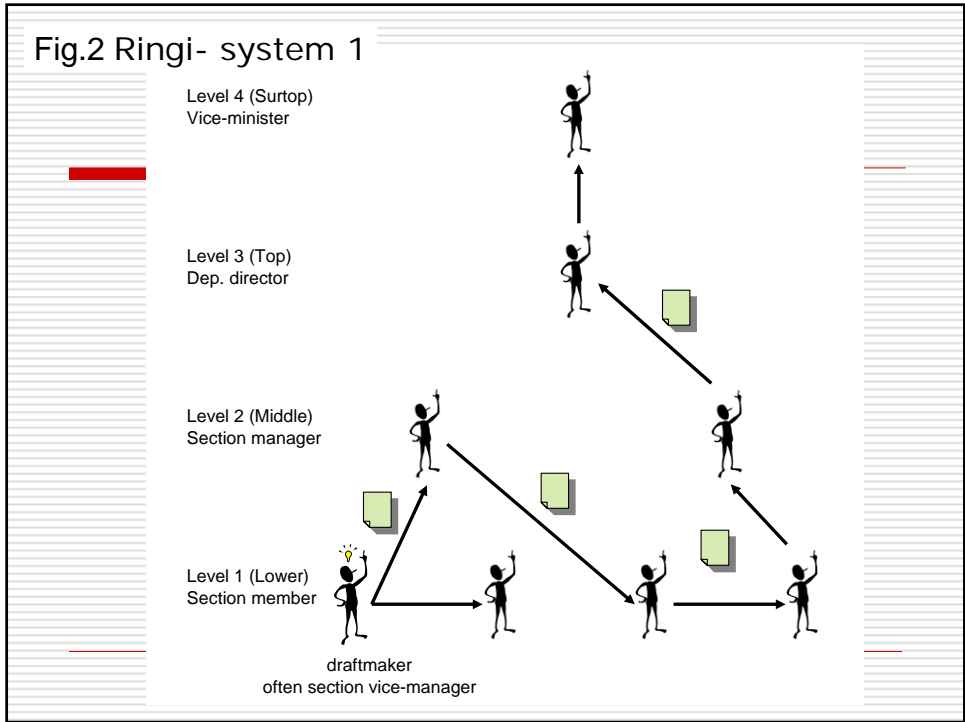 Fig.2 Ringi- system 1
Level 4 (Surtop)
Vice-minister
Level 3 (Top)
Dep. director
Level 2 (Middle)
Section manager
Level 1 (Lower)
Section member
draftmaker
often section vice-manager